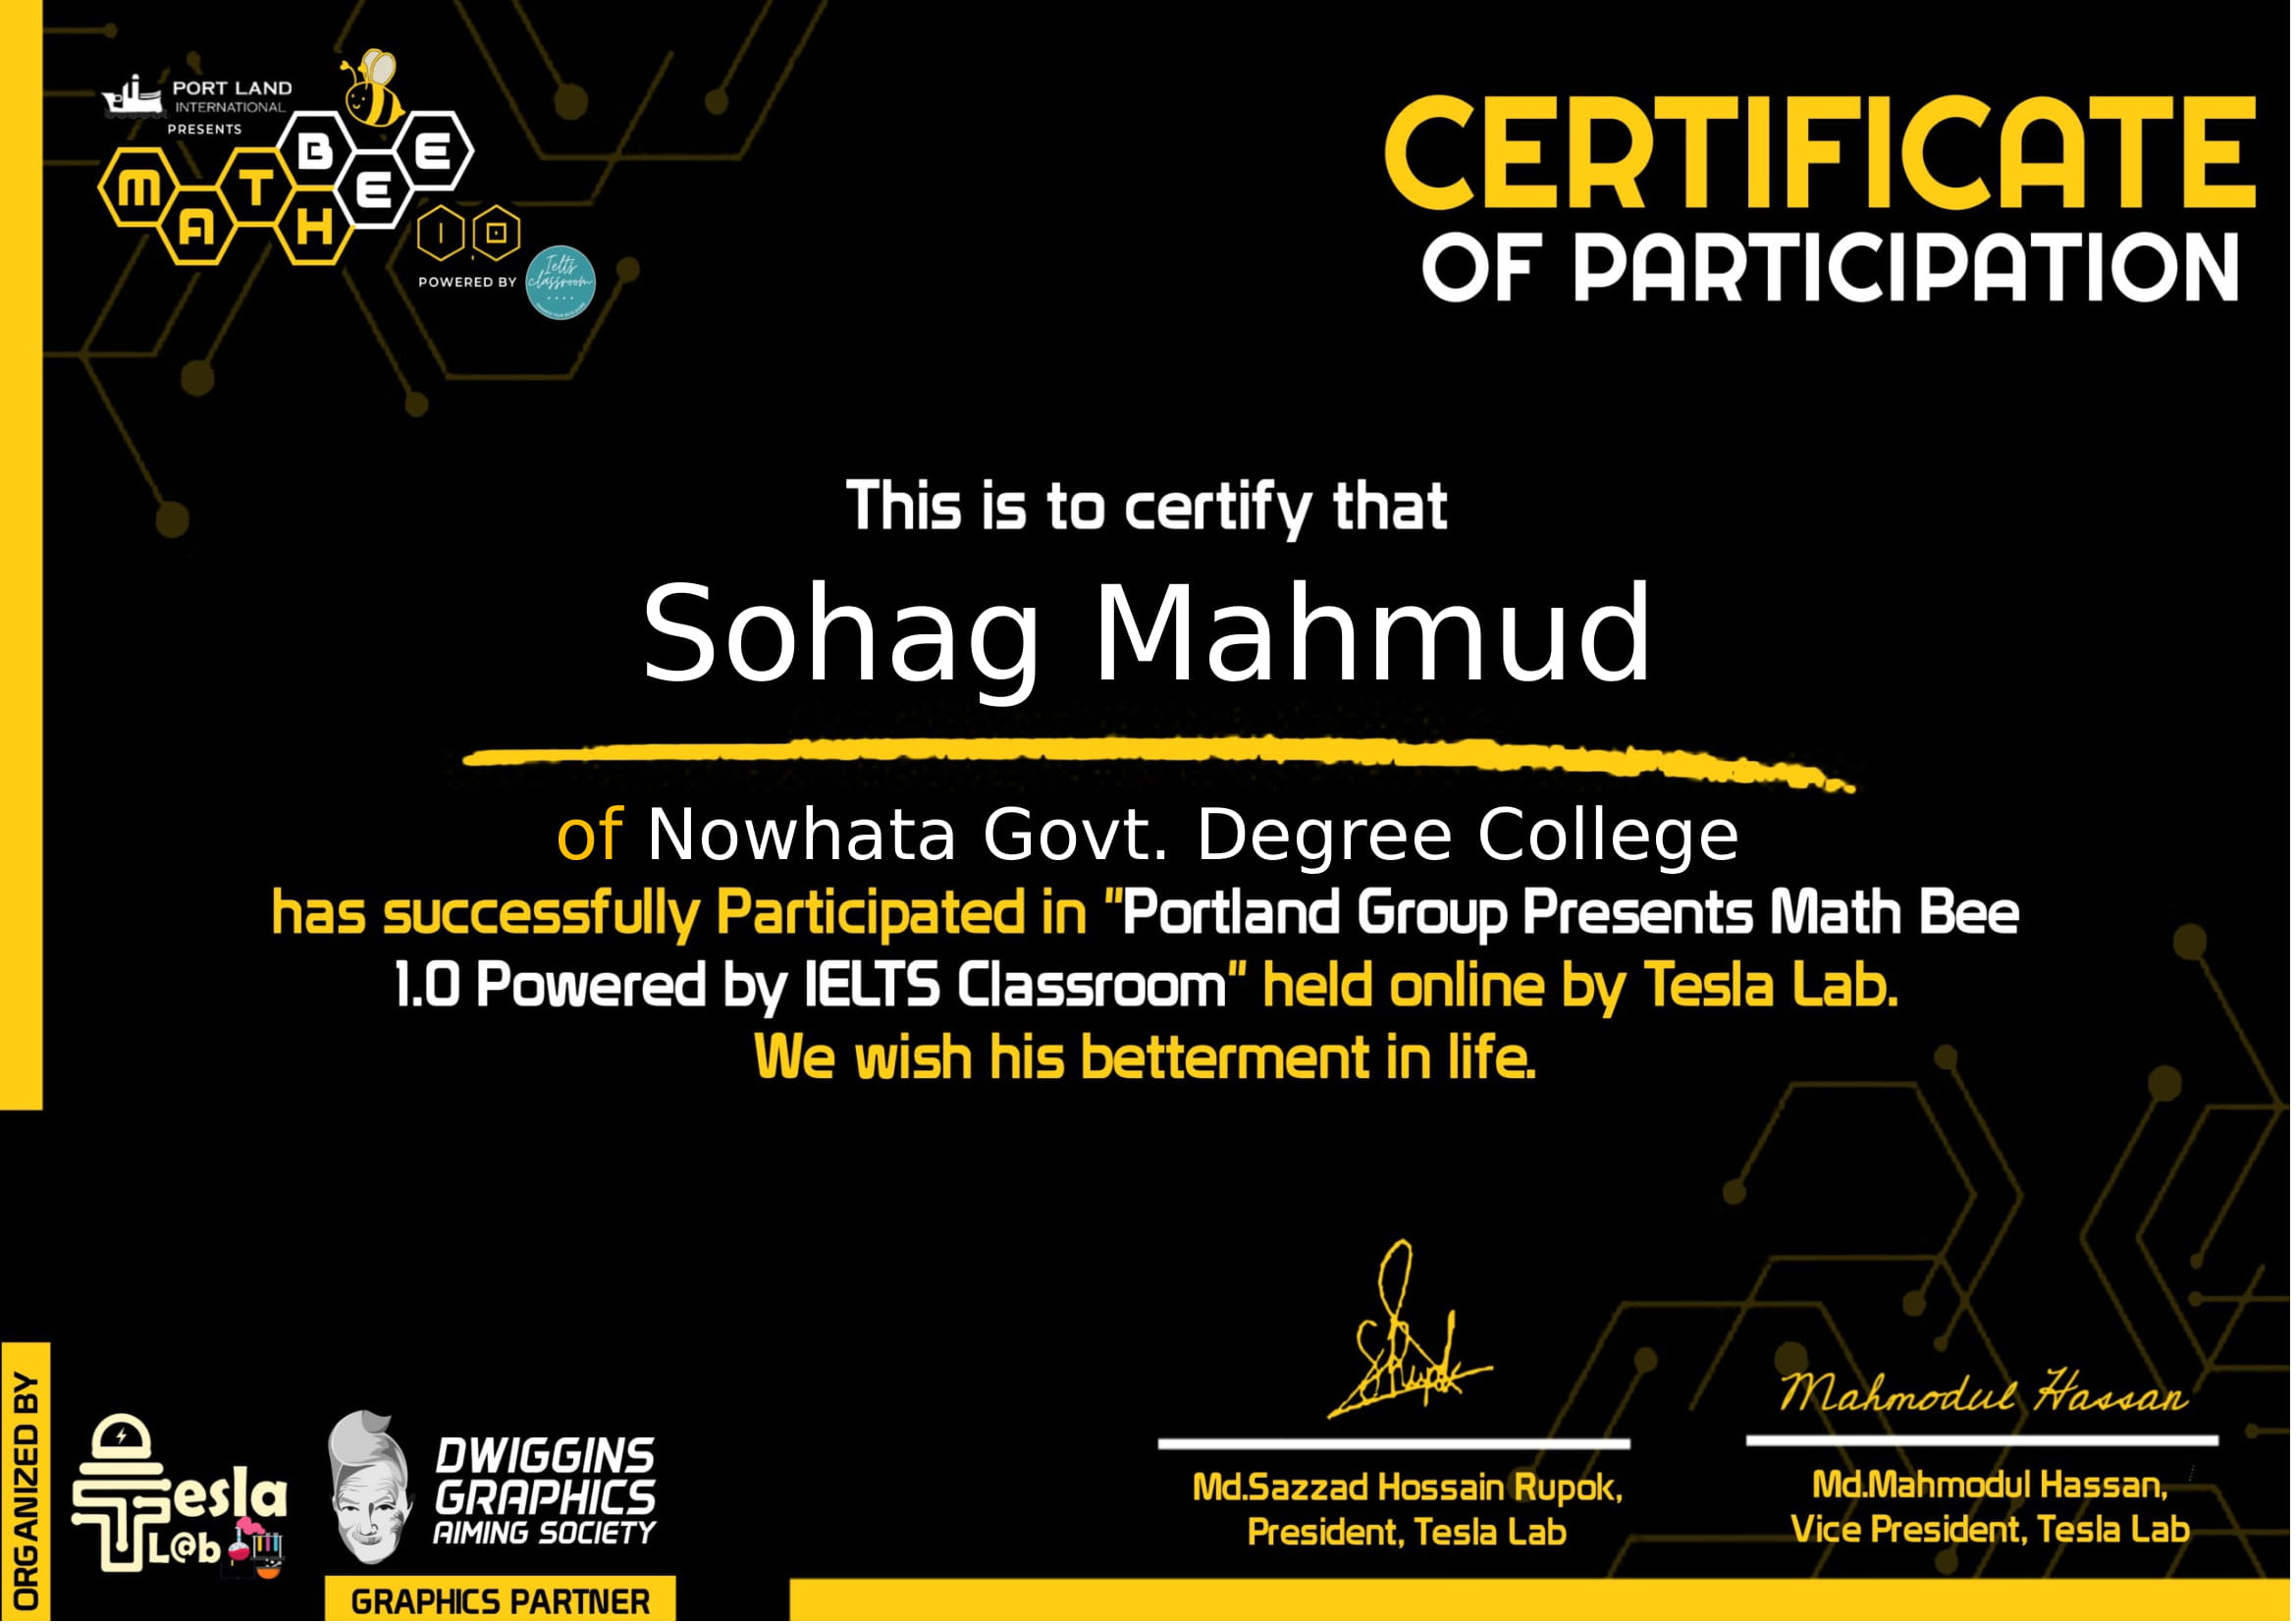 PORT LAND
INTERNATIONAL
PRESENTS
MATH BEE
1.0
POWERED BY
Ielts
classroom
CERTIFICATE
OF PARTICIPATION
This is to certify that
Sohag Mahmud
of Nowhata Govt. Degree College
has successfully Participated in "Portland Group Presents Math Bee
1.0 Powered by IELTS Classroom" held online by Tesla Lab.
We wish his betterment in life.
ORGANIZED BY
Tesla
L@b
DWIGGINS
GRAPHICS
AIMING SOCIETY
GRAPHICS PARTNER
SRupok
Md.Sazzad Hossain Rupok,
President, Tesla Lab
Mahmodul Hassan
Md.Mahmodul Hassan,
Vice President, Tesla Lab